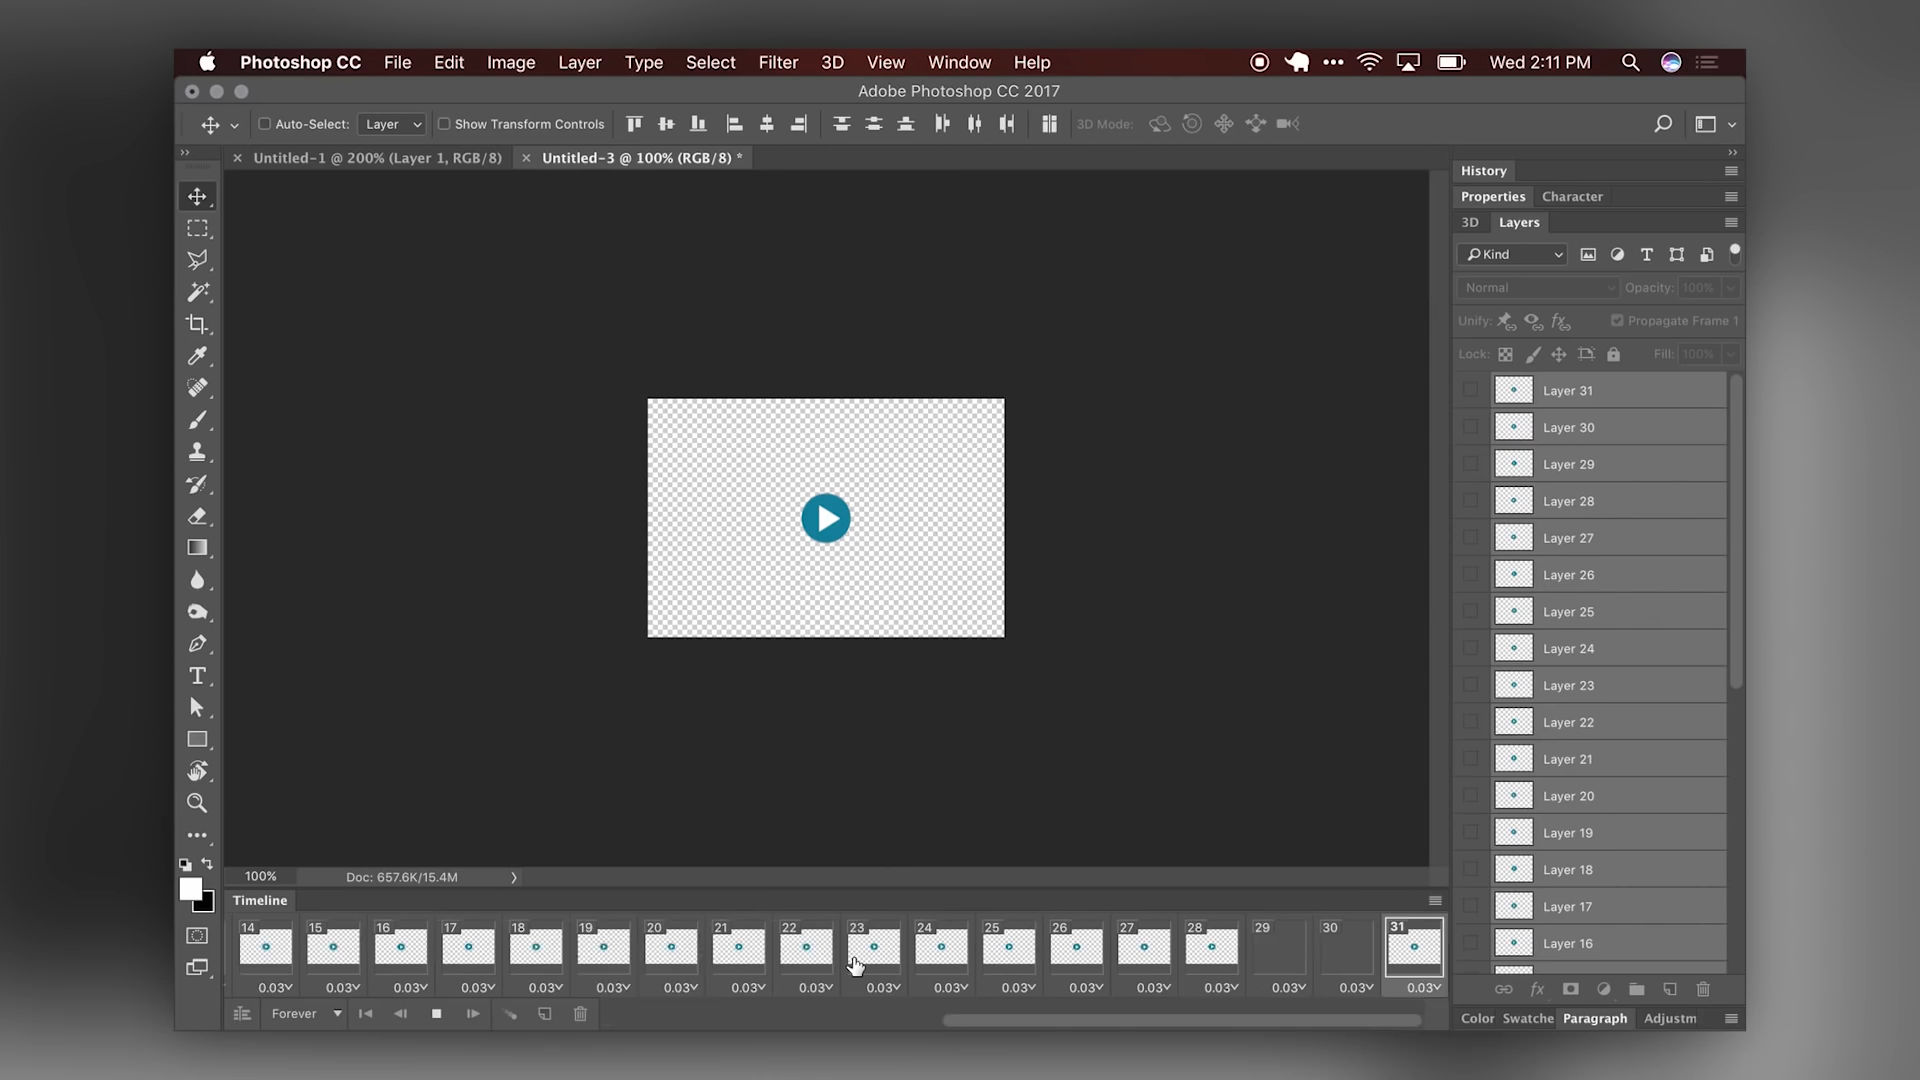 Photoshop CC File Edit Image Layer Type Select Filter 3D View Window Help Wed 2:11 PM
Adobe Photoshop CC 2017
Auto-Select: Layer Show Transform Controls 3D Mode:
Untitled-1 @ 200% (Layer 1, RGB/8) Untitled-3 @ 100% (RGB/8) *
History
Properties Character
3D Layers
Kind
Normal Opacity: 100%
Unify: Propagate Frame 1
Lock: Fill: 100%
Layer 31
Layer 30
Layer 29
Layer 28
Layer 27
Layer 26
Layer 25
Layer 24
Layer 23
Layer 22
Layer 21
Layer 20
Layer 19
Layer 18
Layer 17
Layer 16
100% Doc: 657.6K/15.4M
Timeline
14 15 16 17 18 19 20 21 22 23 24 25 26 27 28 29 30 31
0.03 0.03 0.03 0.03 0.03 0.03 0.03 0.03 0.03 0.03 0.03 0.03 0.03 0.03 0.03 0.03 0.03 0.03
Forever
Color Swatche Paragraph Adjustm